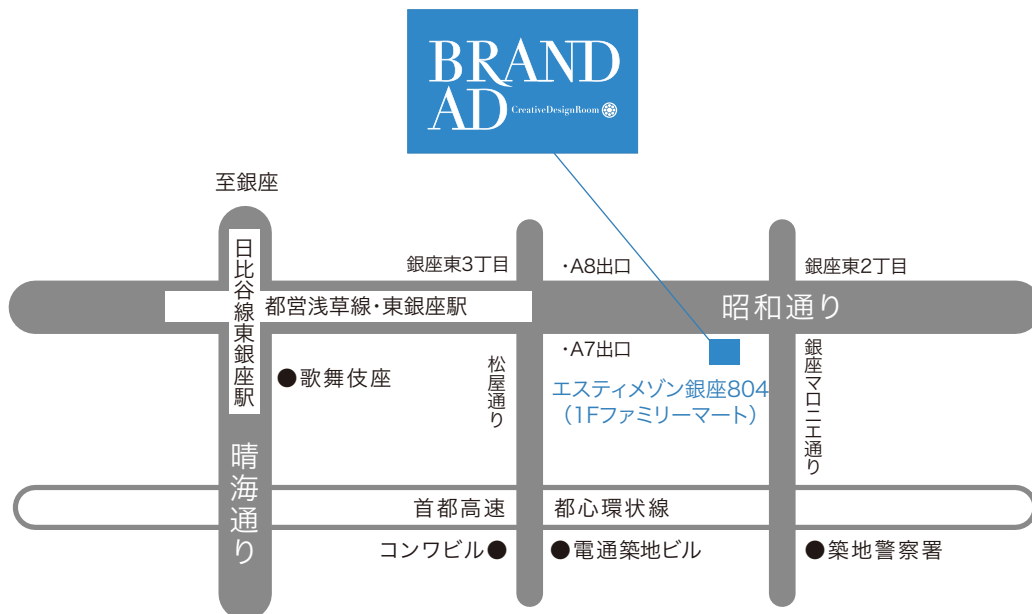 BRAND
AD
CreativeDesignRoom
至銀座
銀座東3丁目
・A8出口
銀座東2丁目
日比谷線東銀座駅
都営浅草線・東銀座駅
昭和通り
・A7出口
●歌舞伎座
松屋通り
エスティメゾン銀座804
（1Fファミリーマート）
銀座マロニエ通り
晴海通り
首都高速
都心環状線
コンワビル●
●電通築地ビル
●築地警察署